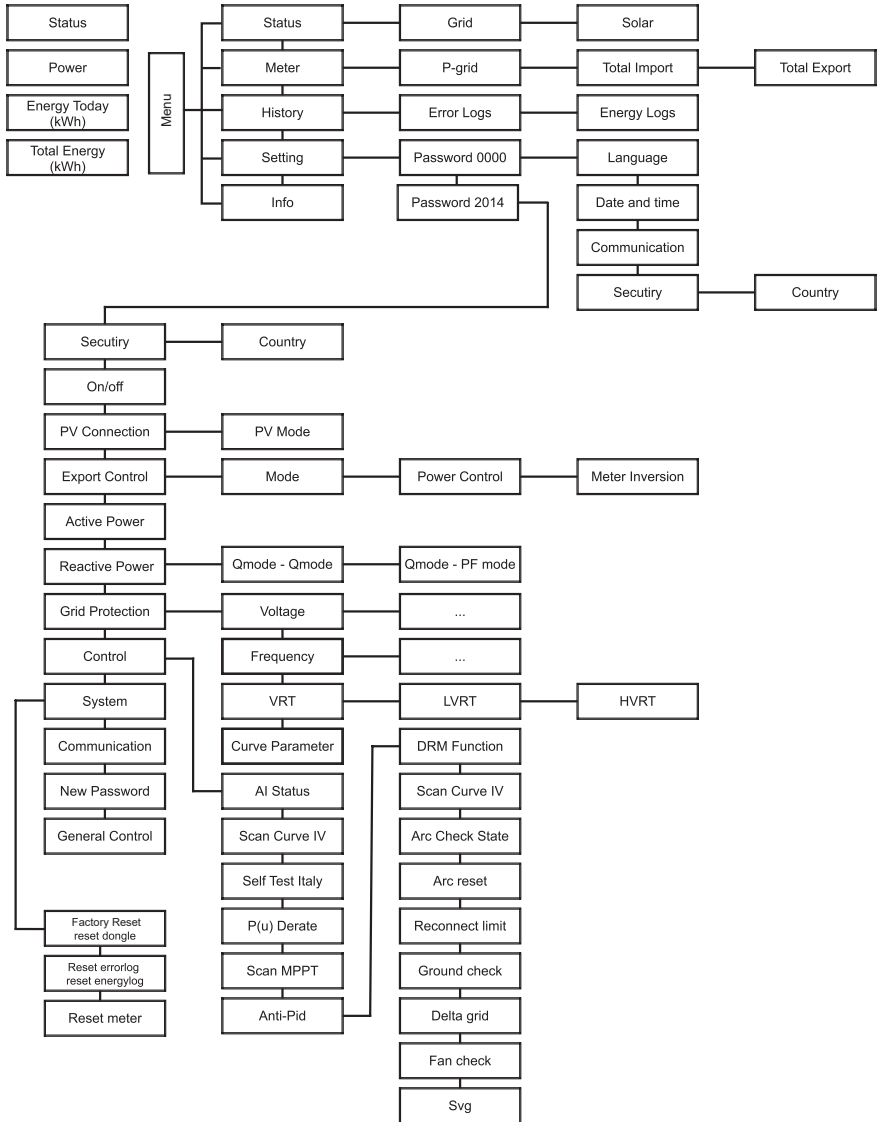 Status
Power
Energy Today
(kWh)
Total Energy
(kWh)
Menu
Status
Grid
Solar
Meter
P-grid
Total Import
Total Export
History
Error Logs
Energy Logs
Setting
Password 0000
Language
Info
Password 2014
Date and time
Communication
Secutiry
Country
Secutiry
Country
On/off
PV Connection
PV Mode
Export Control
Mode
Power Control
Meter Inversion
Active Power
Reactive Power
Qmode - Qmode
Qmode - PF mode
Grid Protection
Voltage
...
Control
Frequency
...
System
VRT
LVRT
HVRT
Communication
Curve Parameter
DRM Function
New Password
AI Status
Scan Curve IV
General Control
Scan Curve IV
Arc Check State
Self Test Italy
Arc reset
Factory Reset
reset dongle
P(u) Derate
Reconnect limit
Reset errorlog
reset energylog
Scan MPPT
Ground check
Reset meter
Anti-Pid
Delta grid
Fan check
Svg